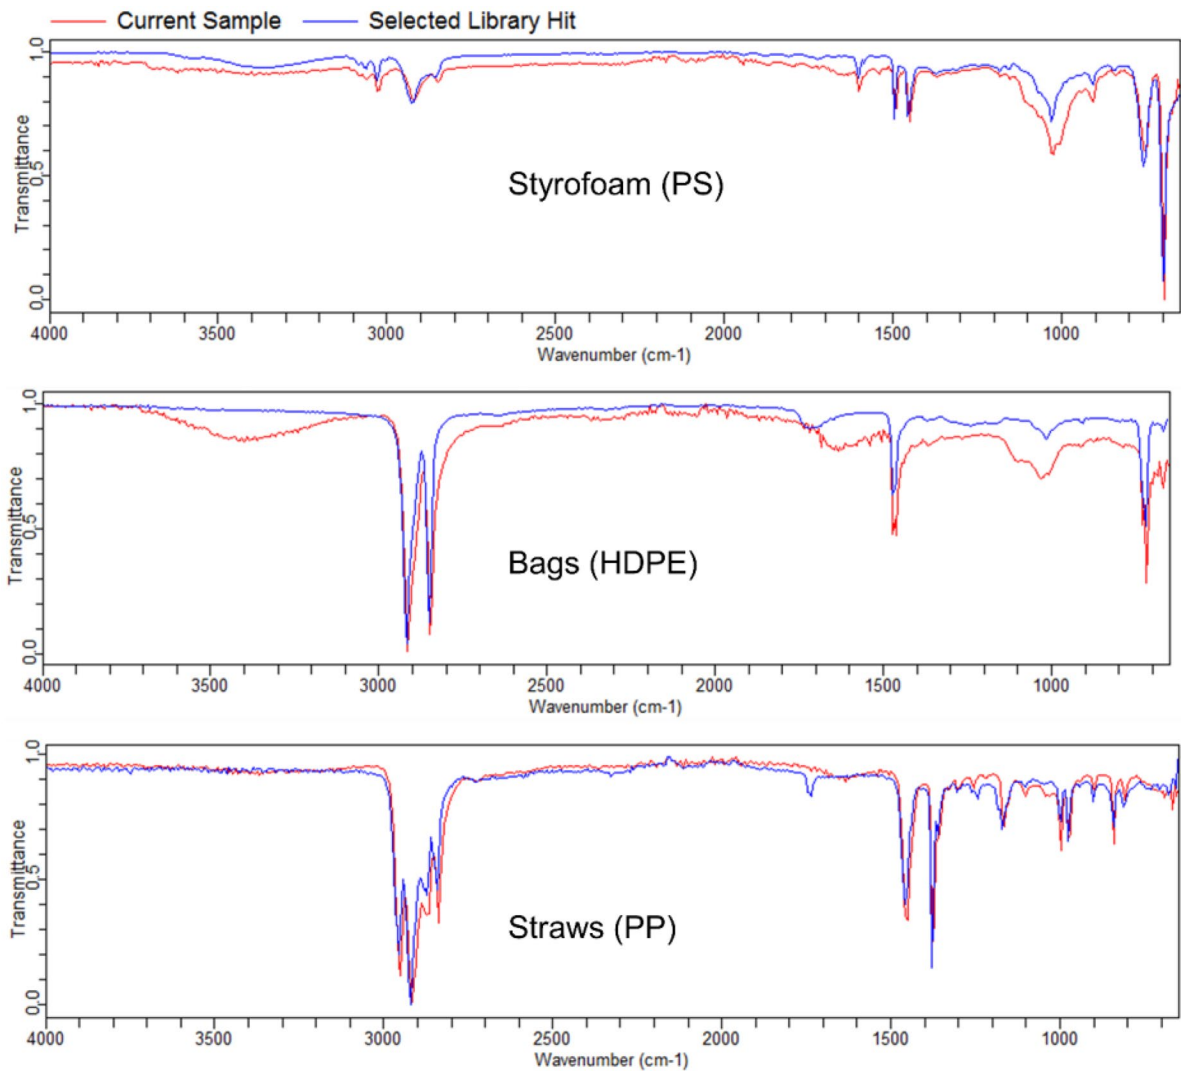 Current Sample Selected Library Hit
Transmittance
1.0
0.5
0.0
Styrofoam (PS)
4000 3500 3000 2500 2000 1500 1000
Wavenumber (cm-1)
Transmittance
1.0
0.5
0.0
Bags (HDPE)
4000 3500 3000 2500 2000 1500 1000
Wavenumber (cm-1)
Transmittance
1.0
0.5
0.0
Straws (PP)
4000 3500 3000 2500 2000 1500 1000
Wavenumber (cm-1)